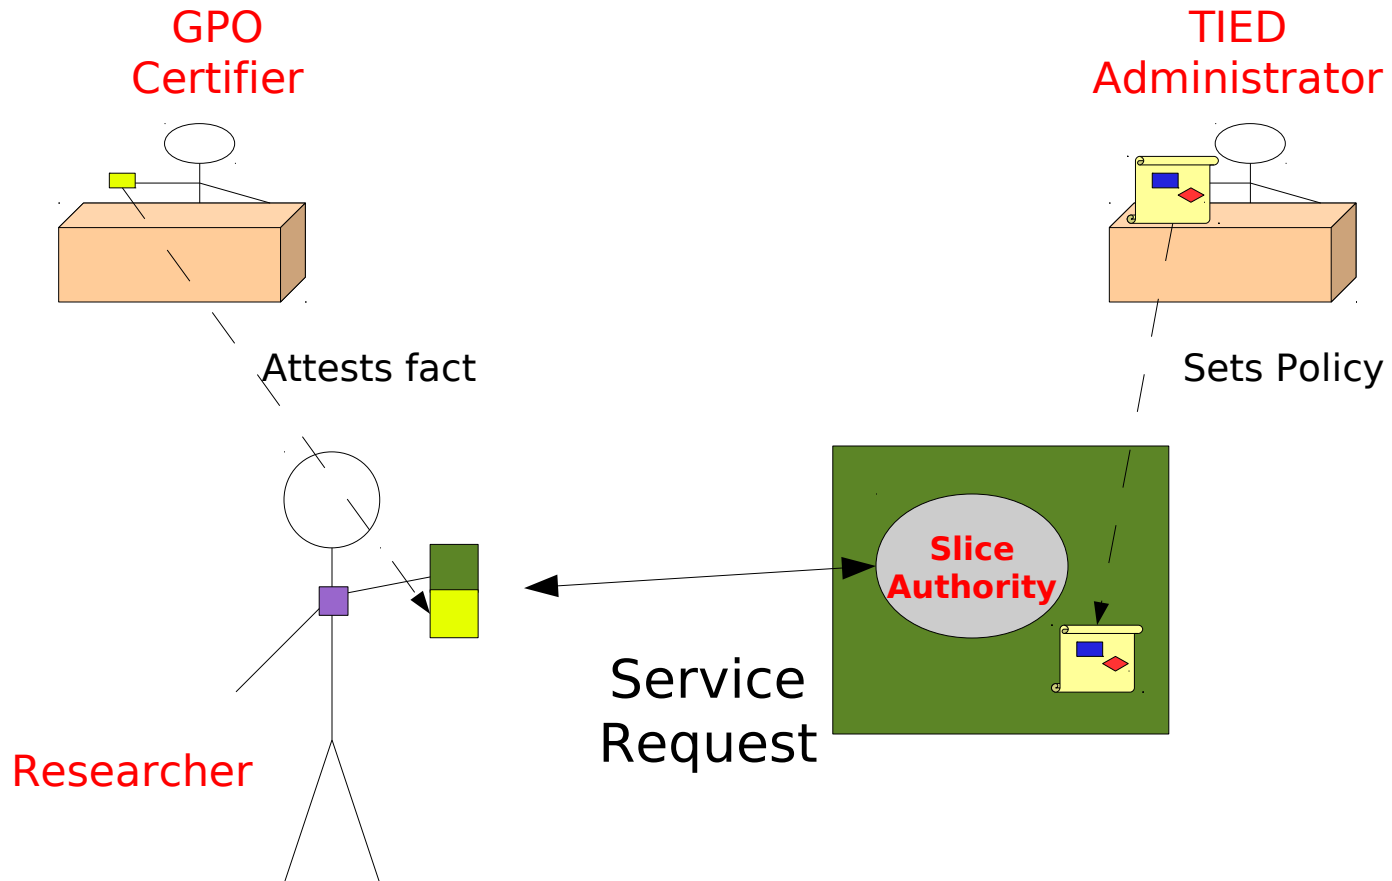 GPO
Certifier
TIED
Administrator
Attests fact
Sets Policy
Slice
Authority
Service
Request
Researcher